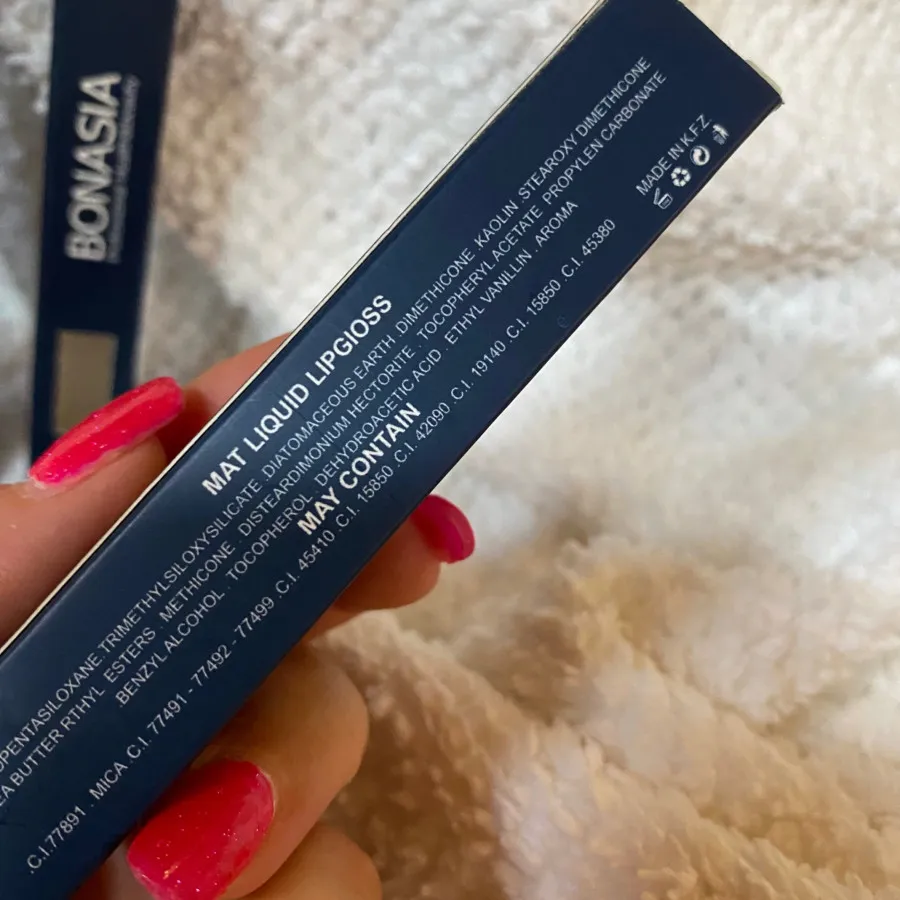 BONASIA
MAT LIQUID LIPGIOSS
OPENTASILOXANE TRIMETHYLSILOXYSILICATE .DIATOMACEOUS EARTH .DIMETHICONE .KAOLIN .STEAROXY DIMETHICONE
EA BUTTER RTHYL ESTERS . METHICONE . DISTEARDIMONIUM HECTORITE . TOCOPHERYL ACETATE PROPYLEN CARBONATE
BENZYL ALCOHOL . TOCOPHEROL . DEHYDROACETIC ACID . ETHYL VANILLIN . AROMA
MAY CONTAIN
.C.I.77891 . MICA .C.I. 77491 - 77492 - 77499 C.I. 45410 .C.I. 15850 .C.I. 42090 .C.I. 19140 .C.I. 15850 C.I. 45380
MADE IN K.F.Z